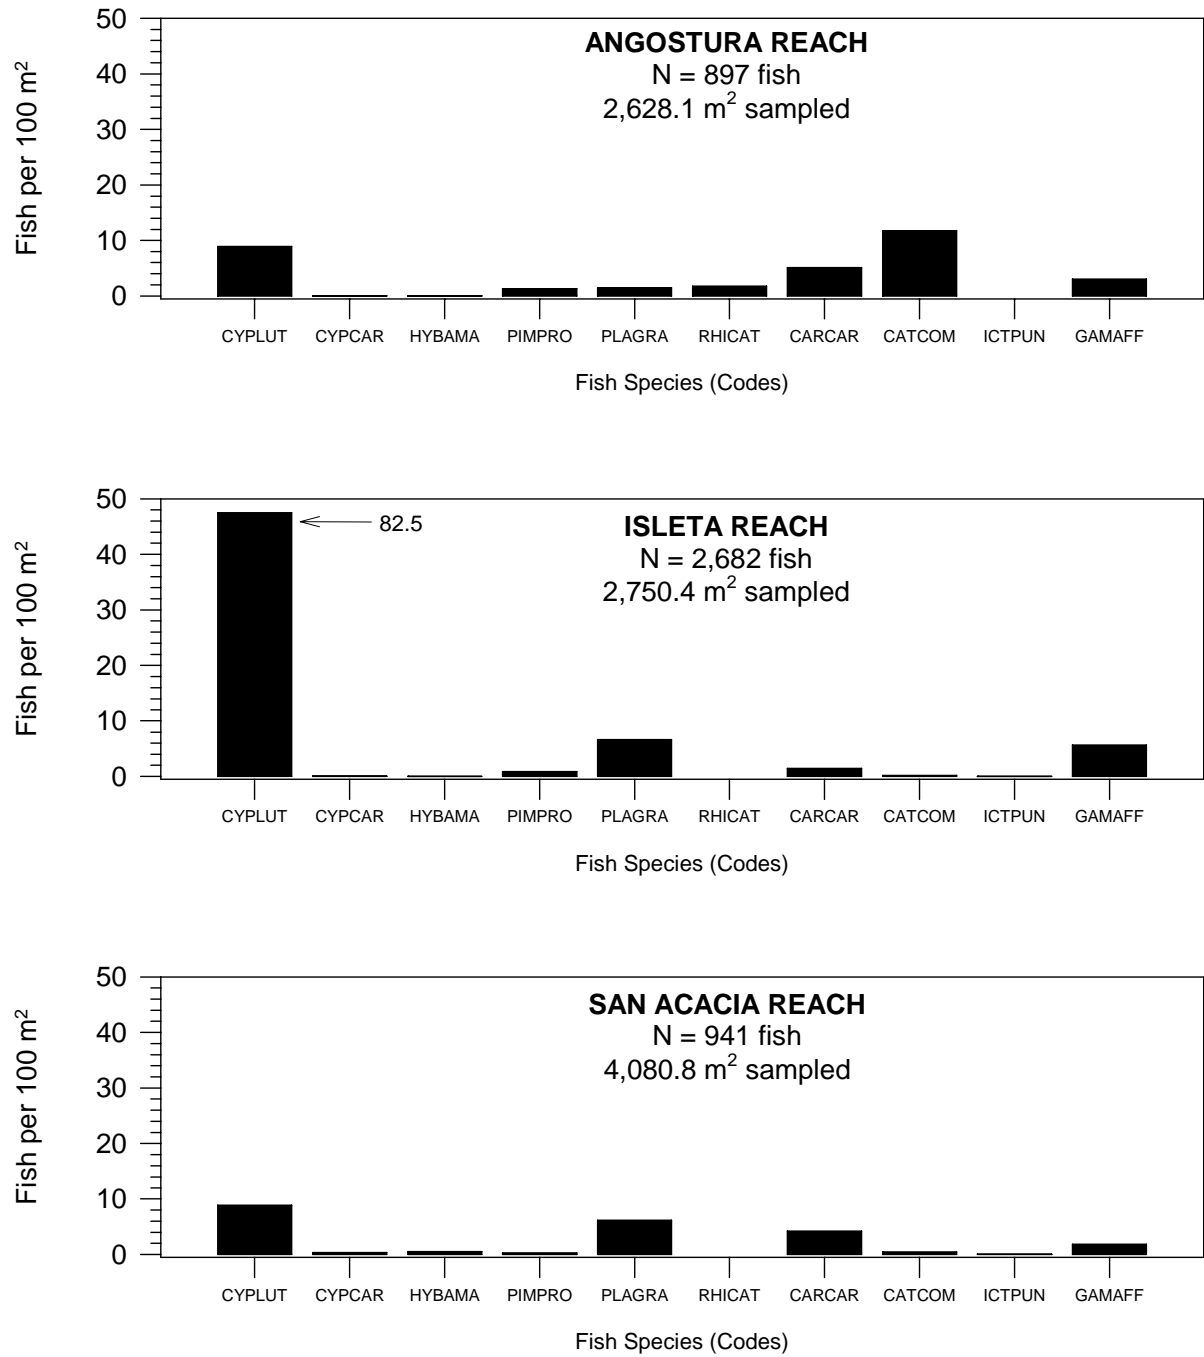 ANGOSTURA REACH
N = 897 fish
2,628.1 m² sampled
Fish per 100 m²
50
40
30
20
10
0
CYPLUT CYPCAR HYBAMA PIMPRO PLAGRA RHICAT CARCAR CATCOM ICTPUN GAMAFF
Fish Species (Codes)
ISLETA REACH
N = 2,682 fish
2,750.4 m² sampled
82.5
Fish per 100 m²
50
40
30
20
10
0
CYPLUT CYPCAR HYBAMA PIMPRO PLAGRA RHICAT CARCAR CATCOM ICTPUN GAMAFF
Fish Species (Codes)
SAN ACACIA REACH
N = 941 fish
4,080.8 m² sampled
Fish per 100 m²
50
40
30
20
10
0
CYPLUT CYPCAR HYBAMA PIMPRO PLAGRA RHICAT CARCAR CATCOM ICTPUN GAMAFF
Fish Species (Codes)